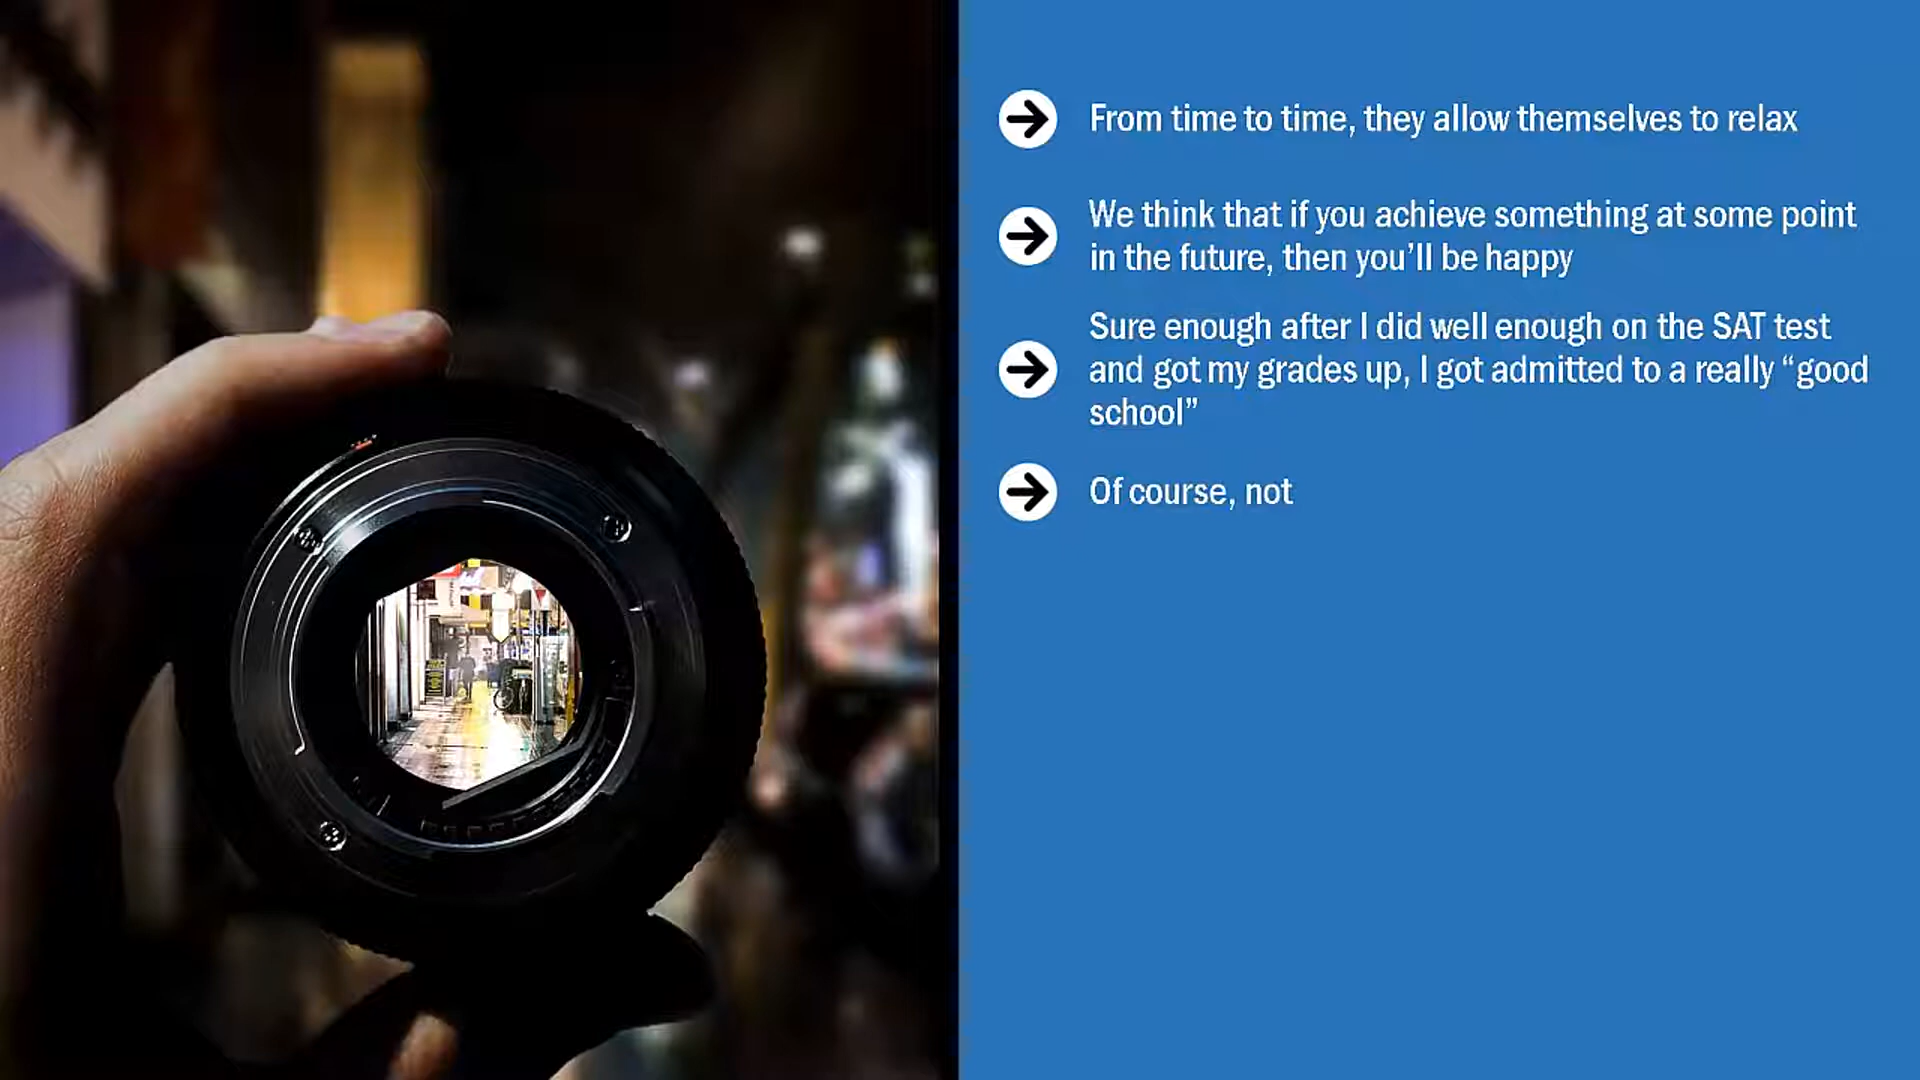 From time to time, they allow themselves to relax
We think that if you achieve something at some point
in the future, then you’ll be happy
Sure enough after I did well enough on the SAT test
and got my grades up, I got admitted to a really “good
school”
Of course, not